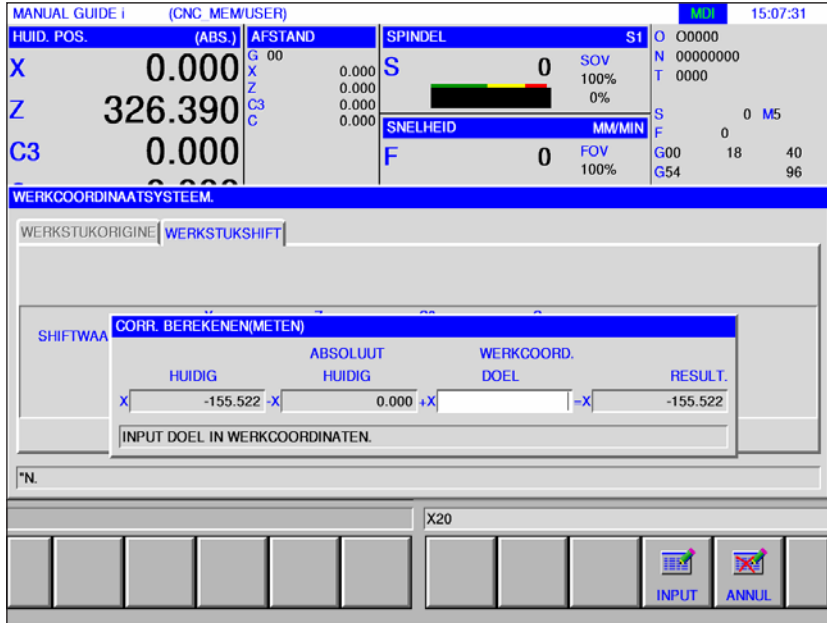 MANUAL GUIDE i (CNC_MEM/USER) MDI 15:07:31
HUID. POS. (ABS.) AFSTAND SPINDEL S1 O O0000
X 0.000 G 00 S 0 SOV N 00000000
X 0.000 100% T 0000
Z 326.390 Z 0.000 0%
C3 0.000 S 0 M5
C 0.000 SNELHEID MM/MIN F 0
C3 0.000 F 0 FOV G00 18 40
100% G54 96
WERKCOORDINAATSYSTEEM.
WERKSTUKORIGINE WERKSTUKSHIFT
SHIFTWAA CORR. BEREKENEN(METEN)
ABSOLUUT WERKCOORD.
HUIDIG HUIDIG DOEL RESULT.
X -155.522 -X 0.000 +X =X -155.522
INPUT DOEL IN WERKCOORDINATEN.
"N.
X20
INPUT ANNUL